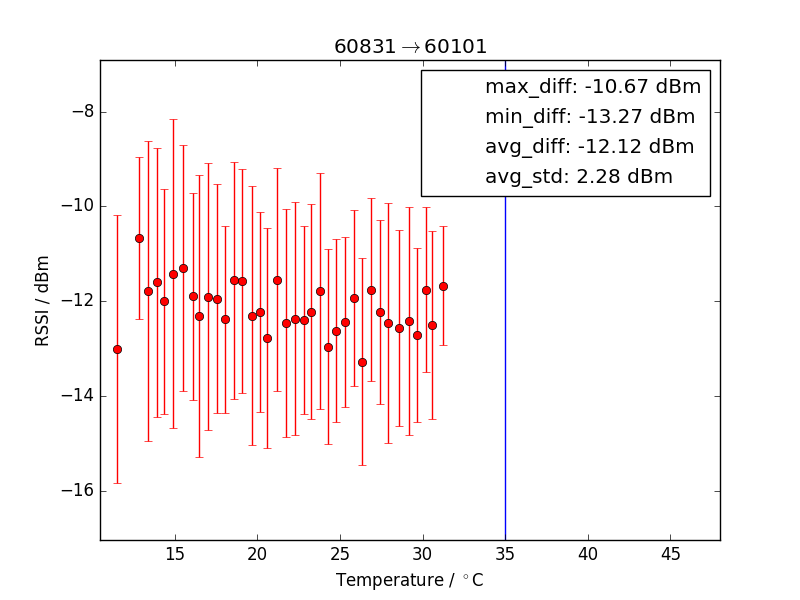 60831→60101
max_diff: -10.67 dBm
min_diff: -13.27 dBm
avg_diff: -12.12 dBm
avg_std: 2.28 dBm
−8
−10
−12
−14
−16
RSSI / dBm
15 20 25 30 35 40 45
Temperature / °C